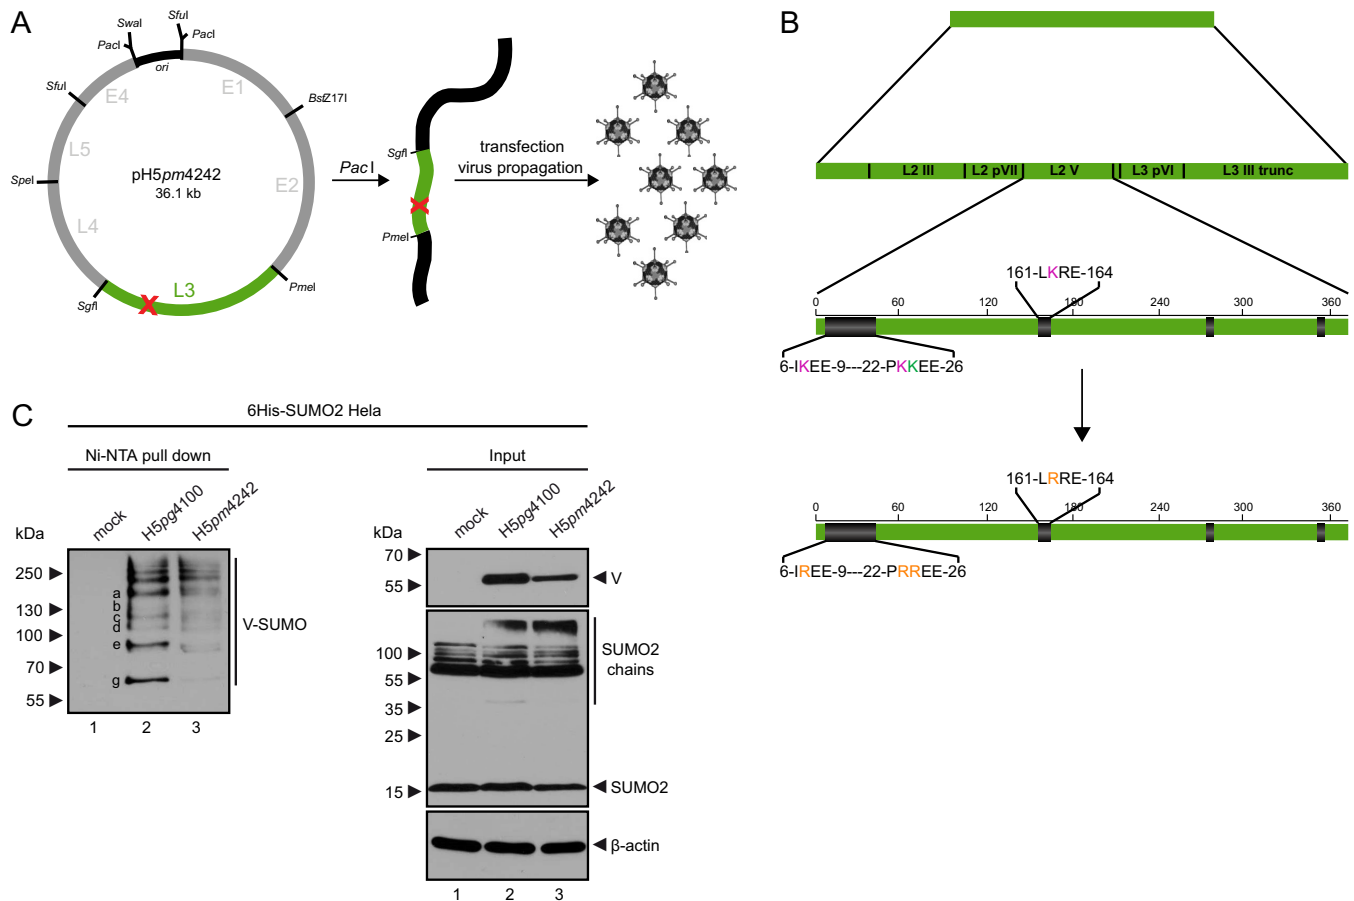 A
SfuI
SwaI
PacI
PacI
ori
E4
E1
SfuI
BstZ17I
L5
pH5pm4242
36.1 kb
SpeI
E2
L4
L3
SgfI
PmeI
PacI
SgfI
PmeI
transfection
virus propagation
B
L2 III
L2 pVII
L2 V
L3 pVI
L3 III trunc
161-LKRE-164
0 60 120 180 240 300 360
6-IKEE-9---22-PKKEE-26
161-LRRE-164
0 60 120 180 240 300 360
6-IREE-9---22-PRREE-26
C
6His-SUMO2 Hela
Ni-NTA pull down
kDa
mock
H5pg4100
H5pm4242
250
130
100
70
55
a
b
c
d
e
g
V-SUMO
1 2 3
Input
kDa
mock
H5pg4100
H5pm4242
70
55
V
100
55
35
25
15
SUMO2
chains
SUMO2
β-actin
1 2 3